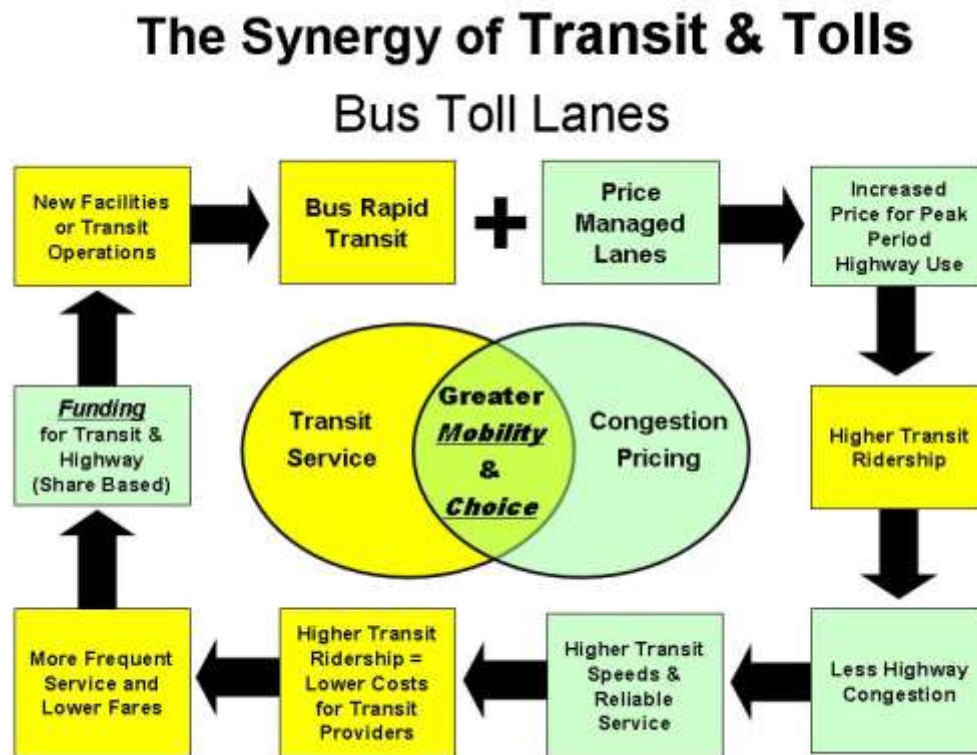 The Synergy of Transit & Tolls
Bus Toll Lanes
New Facilities
or Transit
Operations
Bus Rapid
Transit
+
Price
Managed
Lanes
Increased
Price for Peak
Period
Highway Use
Funding
for Transit &
Highway
(Share Based)
Transit
Service
Greater
Mobility
&
Choice
Congestion
Pricing
Higher Transit
Ridership
More Frequent
Service and
Lower Fares
Higher Transit
Ridership =
Lower Costs
for Transit
Providers
Higher Transit
Speeds &
Reliable
Service
Less Highway
Congestion